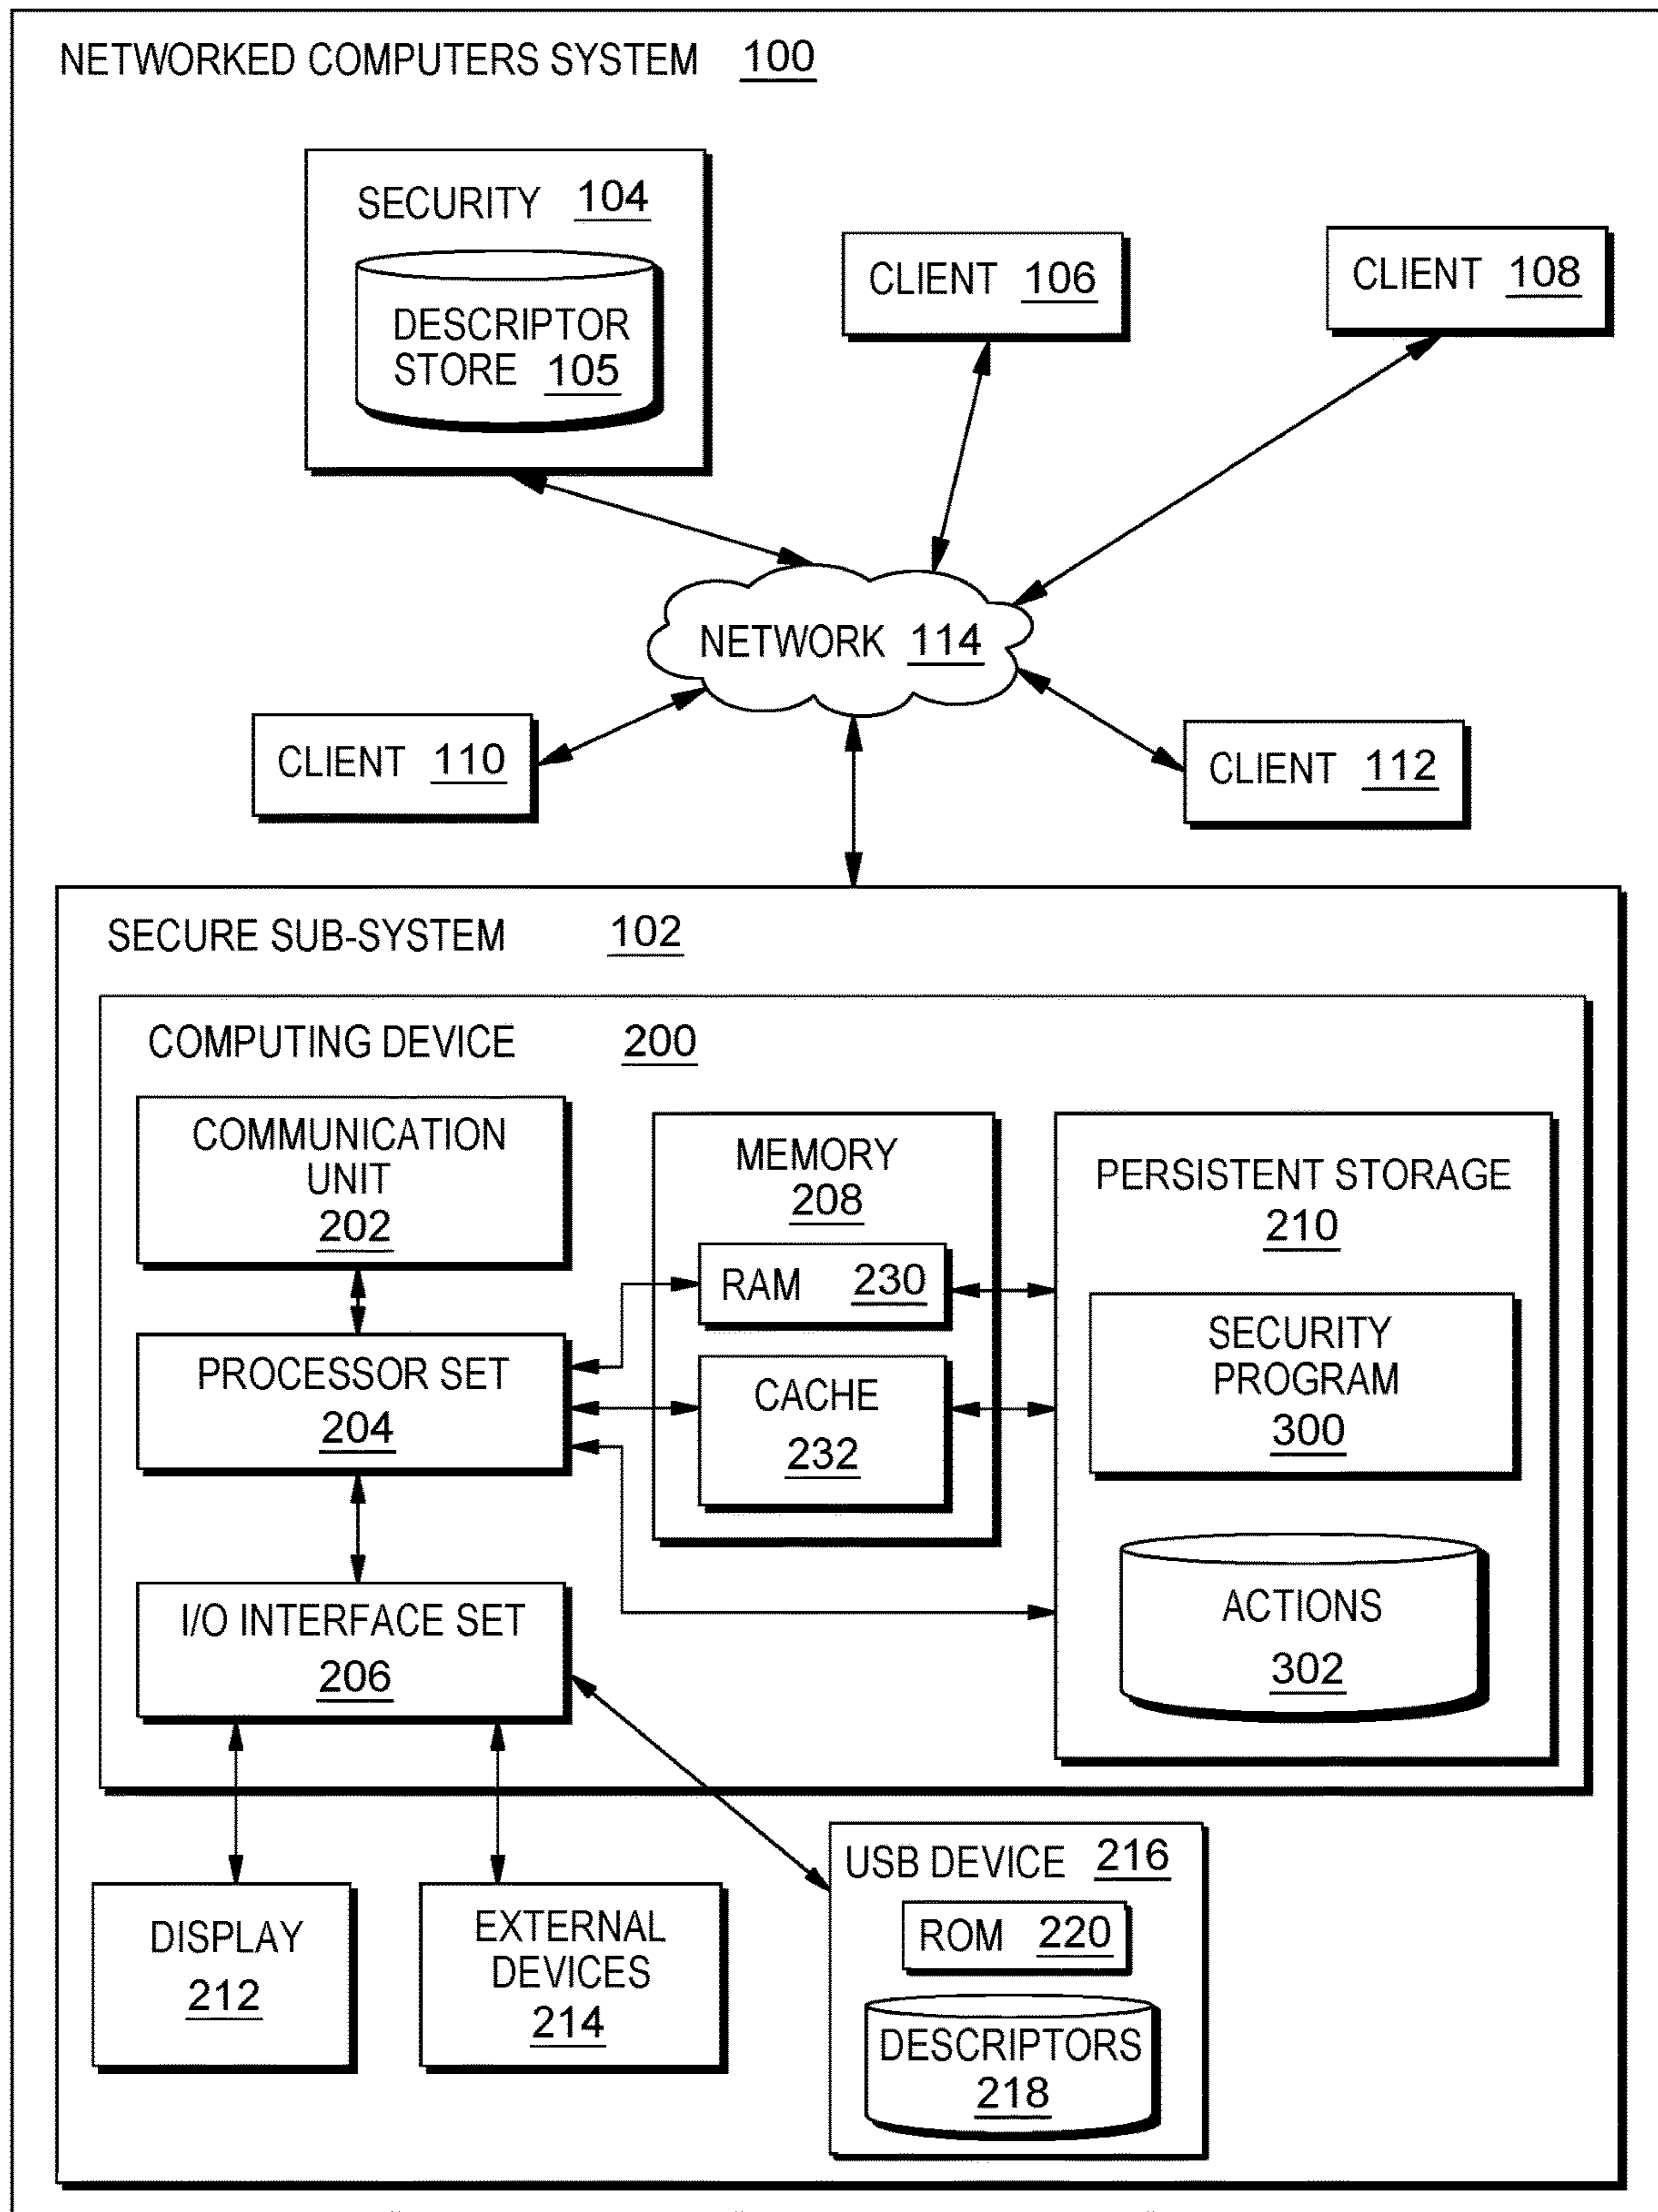 NETWORKED COMPUTERS SYSTEM 100
SECURITY 104
DESCRIPTOR
STORE 105
CLIENT 106
CLIENT 108
NETWORK 114
CLIENT 110
CLIENT 112
SECURE SUB-SYSTEM 102
COMPUTING DEVICE 200
COMMUNICATION
UNIT
202
PROCESSOR SET
204
I/O INTERFACE SET
206
MEMORY
208
RAM 230
CACHE
232
PERSISTENT STORAGE
210
SECURITY
PROGRAM
300
ACTIONS
302
DISPLAY
212
EXTERNAL
DEVICES
214
USB DEVICE 216
ROM 220
DESCRIPTORS
218